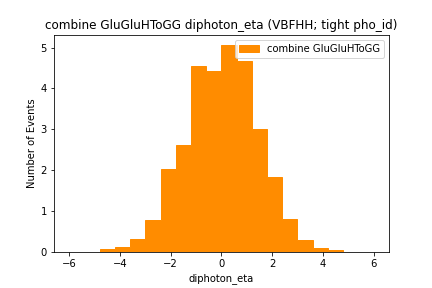 combine GluGluHToGG diphoton_eta (VBFHH; tight pho_id)
combine GluGluHToGG
Number of Events
5
4
3
2
1
0
−6 −4 −2 0 2 4 6
diphoton_eta